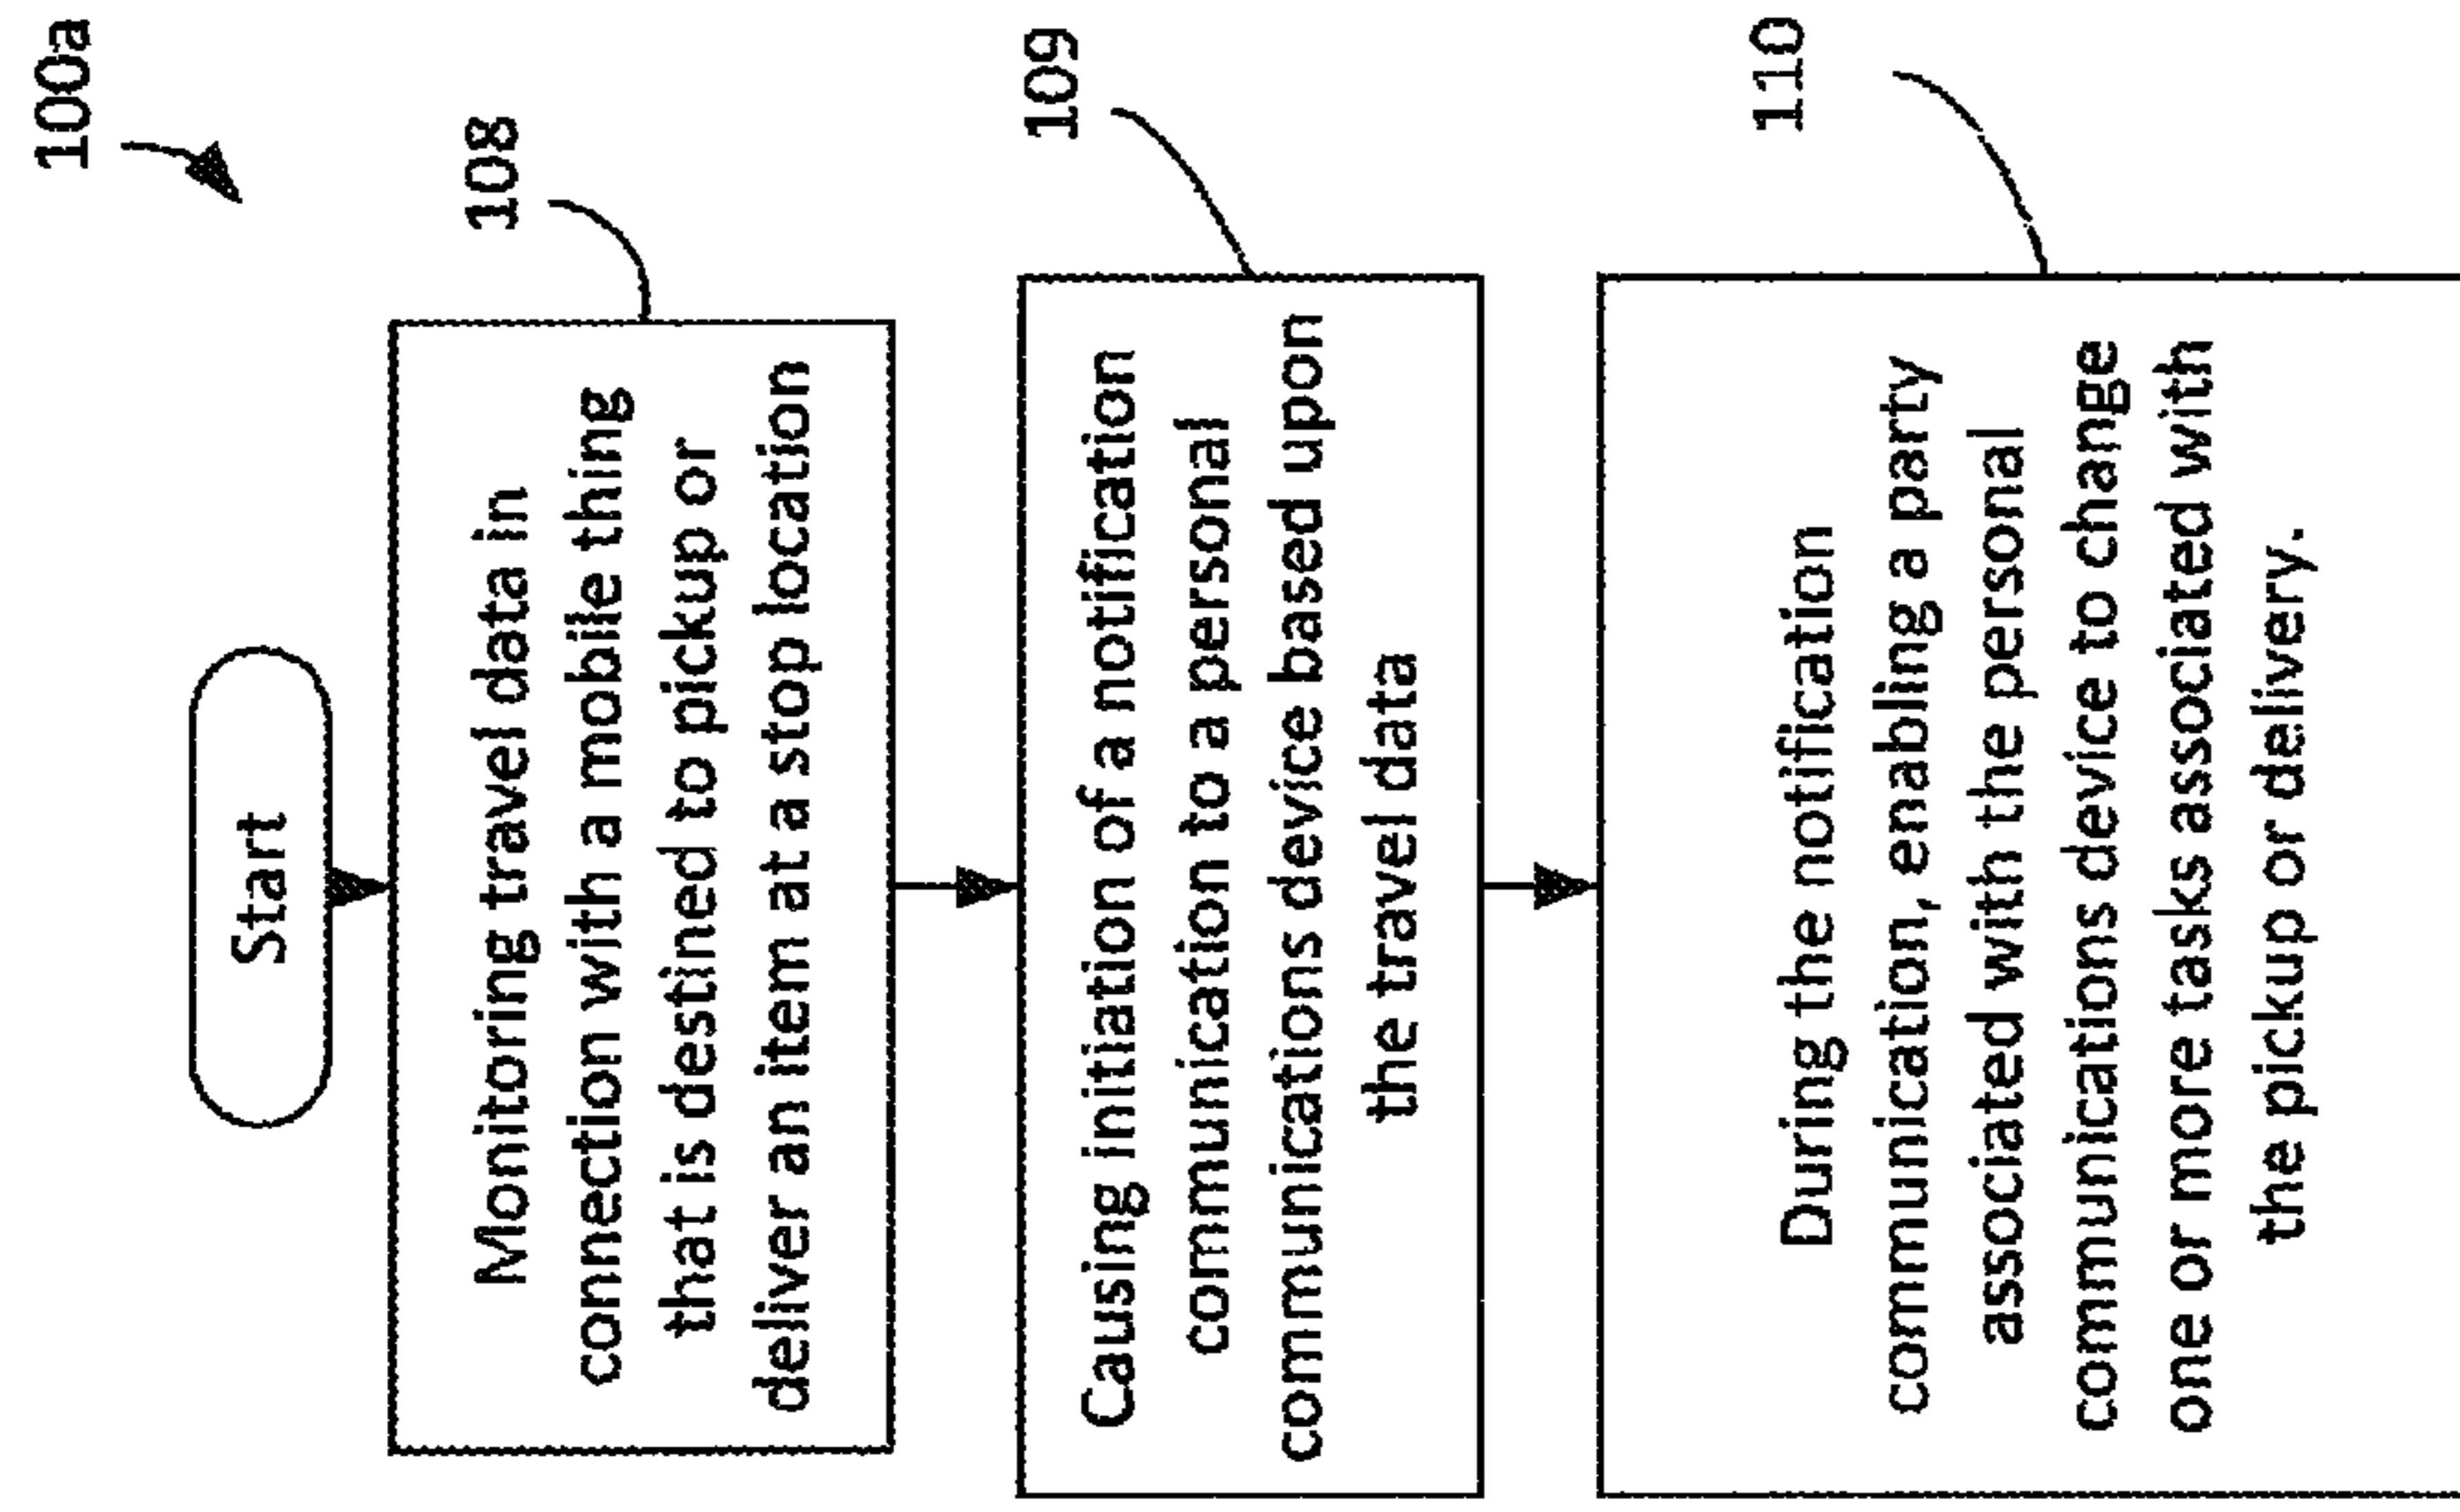 100a
Start
108
Monitoring travel data in
connection with a mobile thing
that is destined to pickup or
deliver an item at a stop location
109
Causing initiation of a notification
communication to a personal
communications device based upon
the travel data
110
During the notification
communication, enabling a party
associated with the personal
communications device to change
one or more tasks associated with
the pickup or delivery.